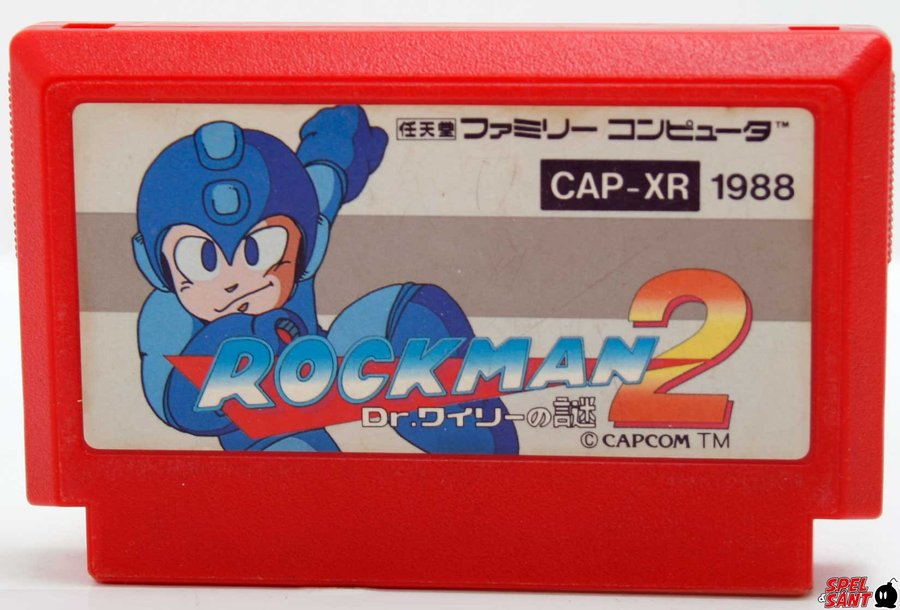 任天堂 ファミリー コンピュータ™
CAP-XR 1988
ROCKMAN 2
Dr.ワイリーの謎
©CAPCOM TM
SPEL
& SANT